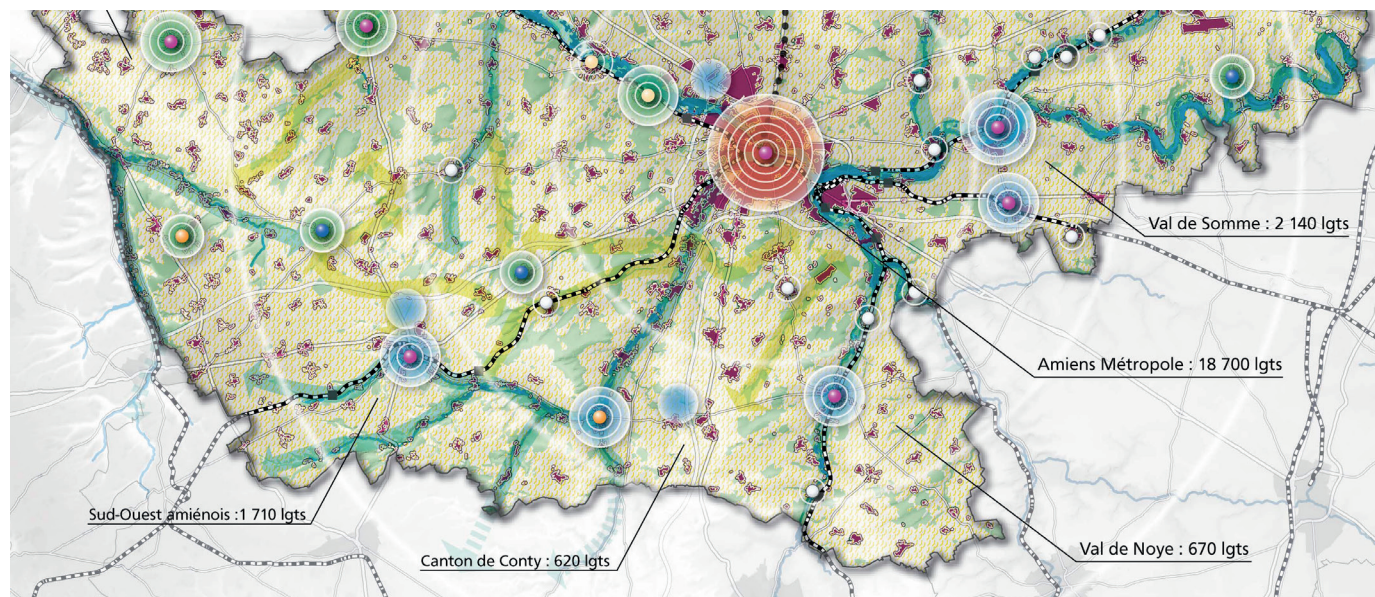 Val de Somme : 2 140 lgts
Amiens Métropole : 18 700 lgts
Sud-Ouest amiénois :1 710 lgts
Canton de Conty : 620 lgts
Val de Noye : 670 lgts